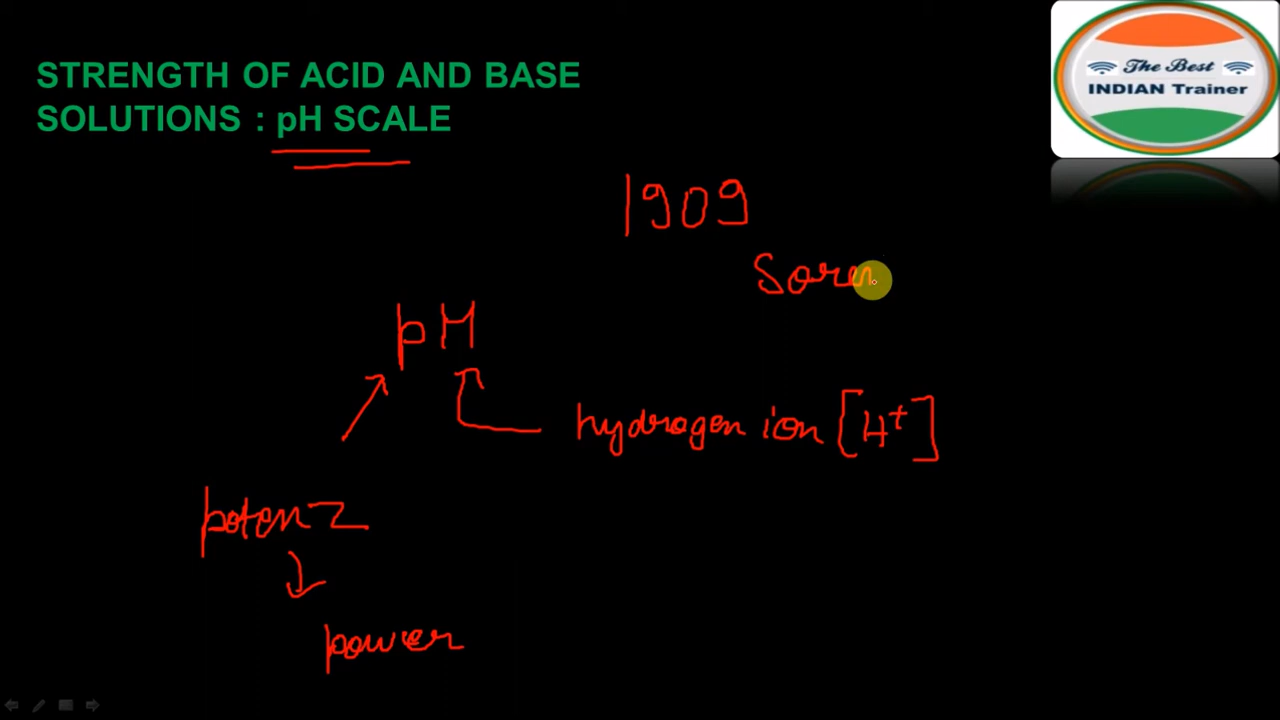 STRENGTH OF ACID AND BASE
SOLUTIONS : pH SCALE
The Best
INDIAN Trainer
1909
Soren
pH
hydrogen ion [H+]
potenz
power